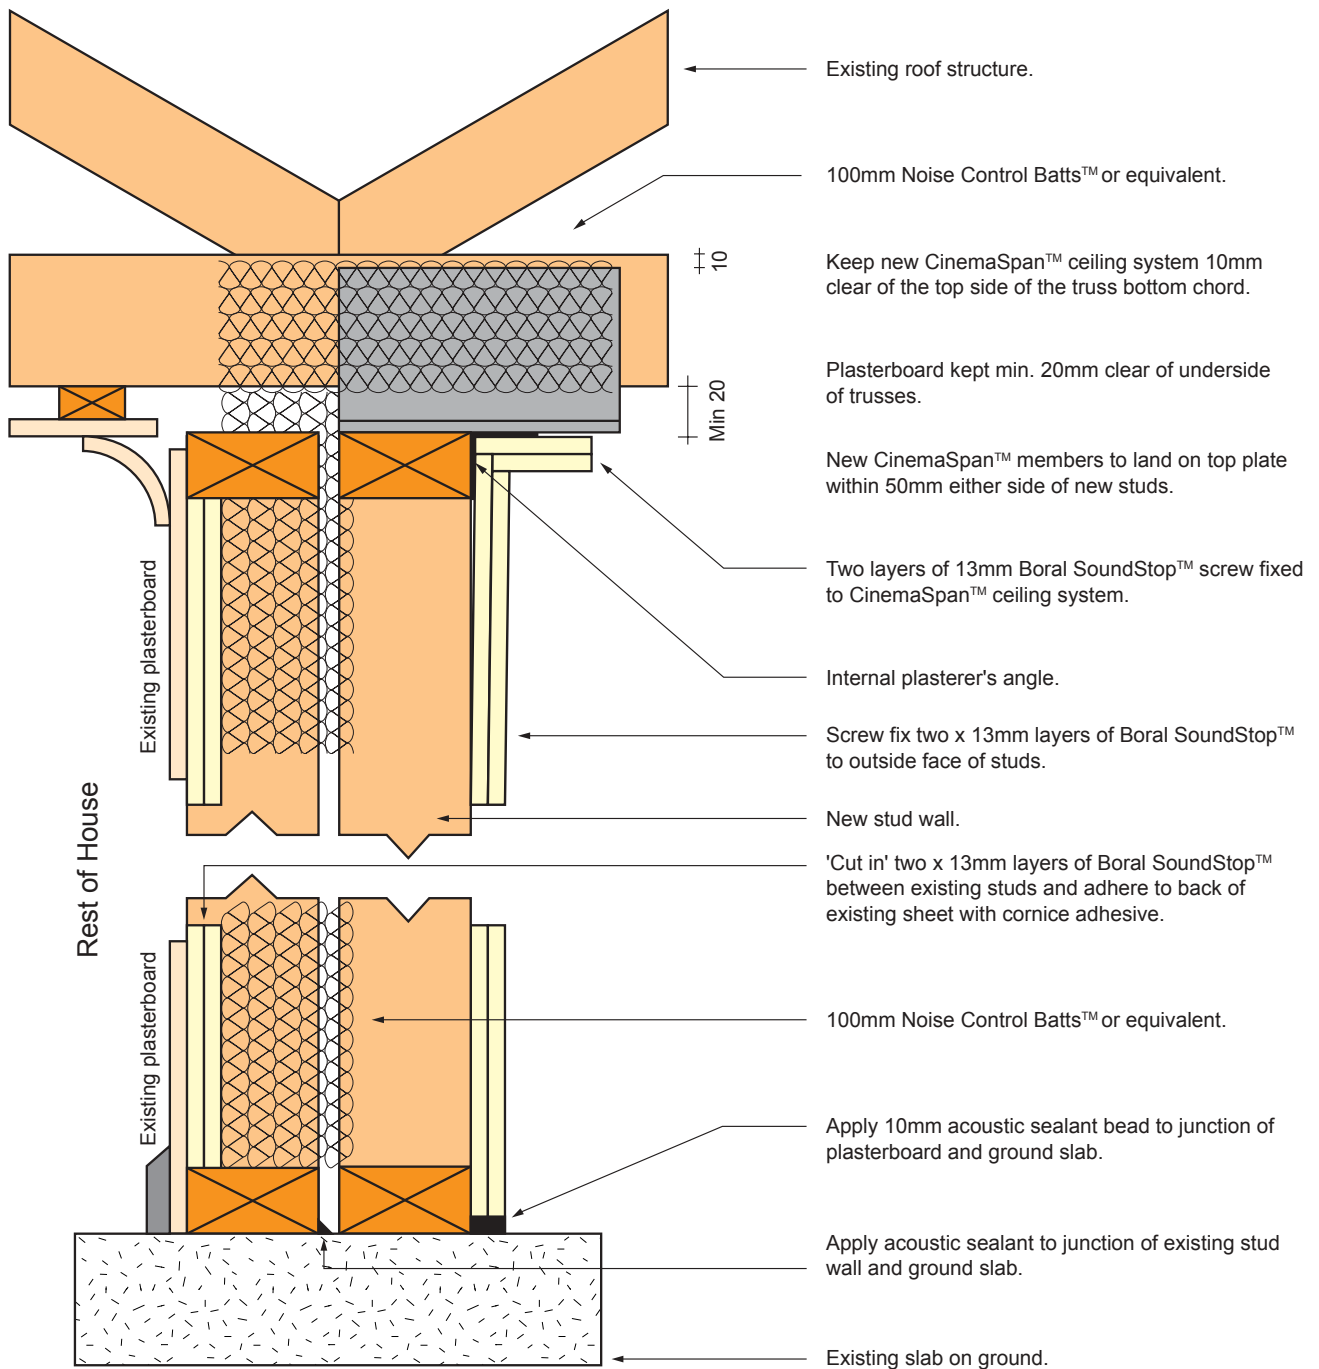 Existing roof structure.
100mm Noise Control Batts™ or equivalent.
10
Keep new CinemaSpan™ ceiling system 10mm
clear of the top side of the truss bottom chord.
Min 20
Plasterboard kept min. 20mm clear of underside
of trusses.
New CinemaSpan™ members to land on top plate
within 50mm either side of new studs.
Two layers of 13mm Boral SoundStop™ screw fixed
to CinemaSpan™ ceiling system.
Existing plasterboard
Internal plasterer's angle.
Screw fix two x 13mm layers of Boral SoundStop™
to outside face of studs.
Rest of House
New stud wall.
'Cut in' two x 13mm layers of Boral SoundStop™
between existing studs and adhere to back of
existing sheet with cornice adhesive.
Existing plasterboard
100mm Noise Control Batts™ or equivalent.
Apply 10mm acoustic sealant bead to junction of
plasterboard and ground slab.
Apply acoustic sealant to junction of existing stud
wall and ground slab.
Existing slab on ground.